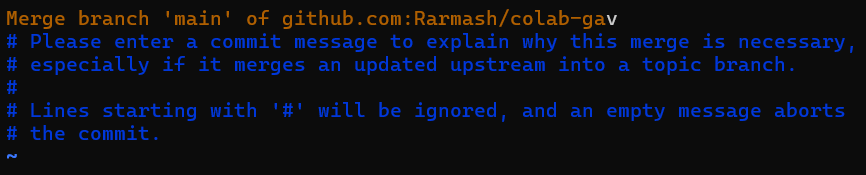 Merge branch 'main' of github.com:Rarmash/colab-gav
# Please enter a commit message to explain why this merge is necessary,
# especially if it merges an updated upstream into a topic branch.
#
# Lines starting with '#' will be ignored, and an empty message aborts
# the commit.
~